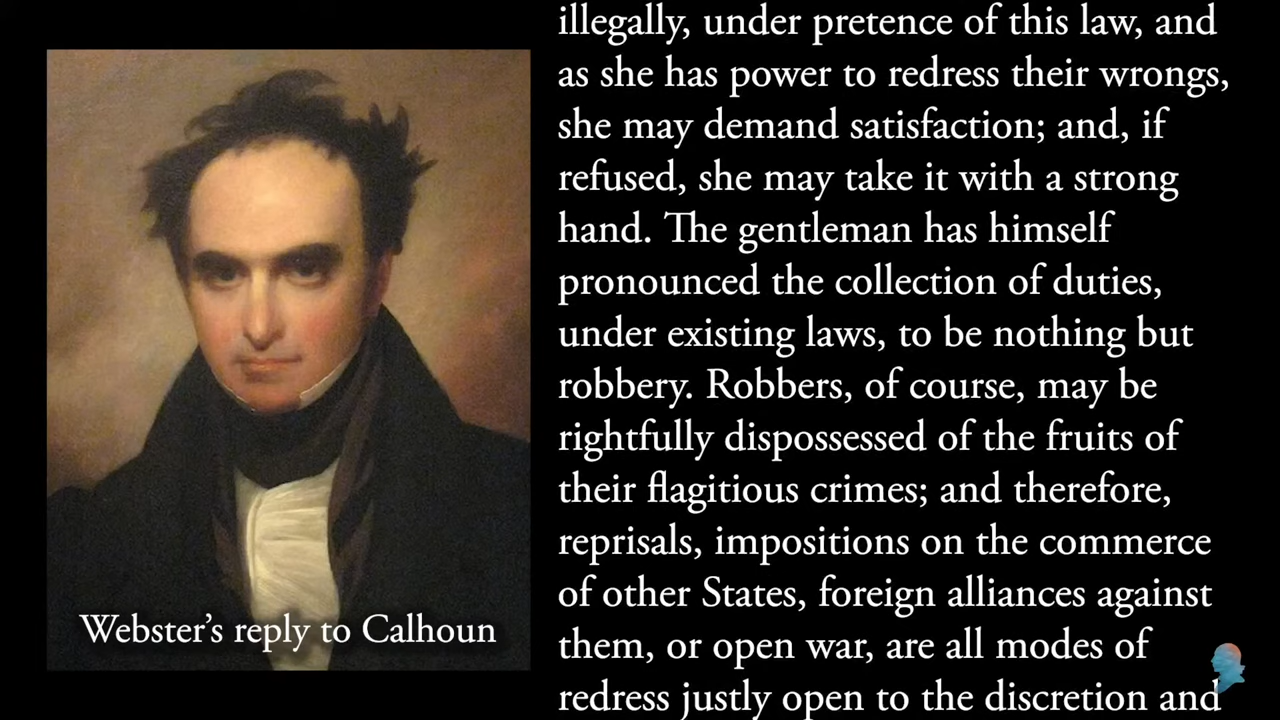 illegally, under pretence of this law, and
as she has power to redress their wrongs,
she may demand satisfaction; and, if
refused, she may take it with a strong
hand. The gentleman has himself
pronounced the collection of duties,
under existing laws, to be nothing but
robbery. Robbers, of course, may be
rightfully dispossessed of the fruits of
their flagitious crimes; and therefore,
reprisals, impositions on the commerce
of other States, foreign alliances against
them, or open war, are all modes of
redress justly open to the discretion and
Webster's reply to Calhoun